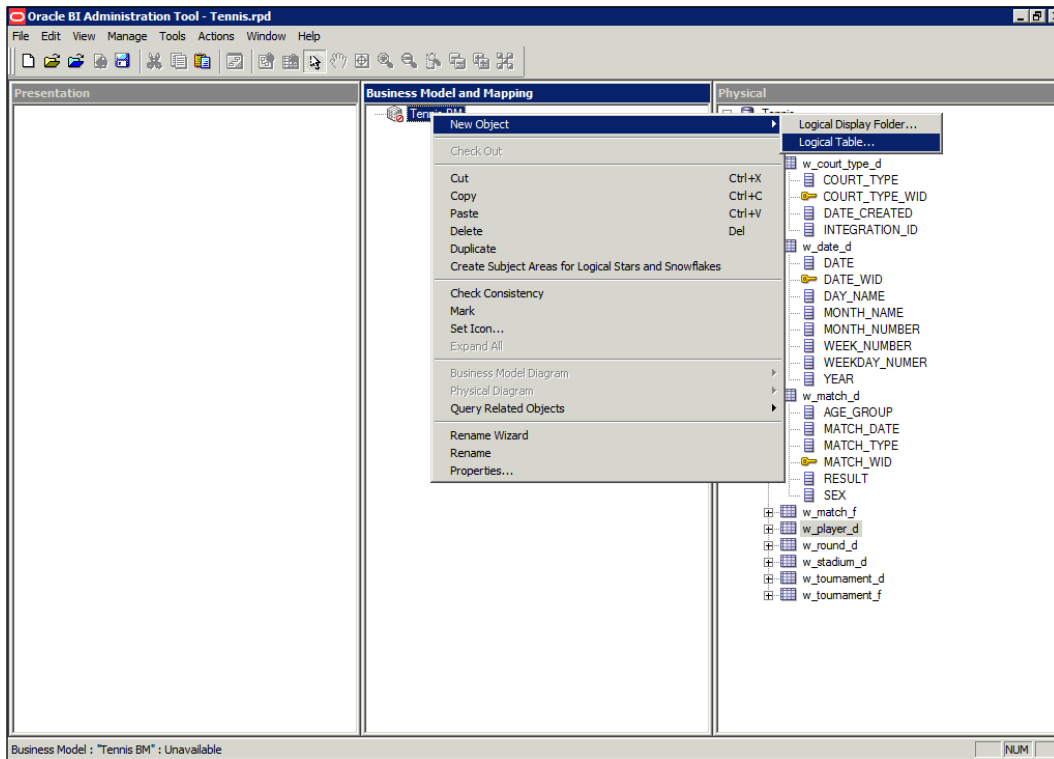 Oracle BI Administration Tool - Tennis.rpd
File Edit View Manage Tools Actions Window Help
Presentation
Business Model and Mapping
Physical
Tennis BM
Tennis
New Object
Logical Display Folder...
Logical Table...
Check Out
Cut Ctrl+X
Copy Ctrl+C
Paste Ctrl+V
Delete Del
Duplicate
Create Subject Areas for Logical Stars and Snowflakes
Check Consistency
Mark
Set Icon...
Expand All
Business Model Diagram
Physical Diagram
Query Related Objects
Rename Wizard
Rename
Properties...
w_court_type_d
COURT_TYPE
COURT_TYPE_WID
DATE_CREATED
INTEGRATION_ID
w_date_d
DATE
DATE_WID
DAY_NAME
MONTH_NAME
MONTH_NUMBER
WEEK_NUMBER
WEEKDAY_NUMER
YEAR
w_match_d
AGE_GROUP
MATCH_DATE
MATCH_TYPE
MATCH_WID
RESULT
SEX
w_match_f
w_player_d
w_round_d
w_stadium_d
w_tournament_d
w_tournament_f
Business Model : "Tennis BM" : Unavailable
NUM